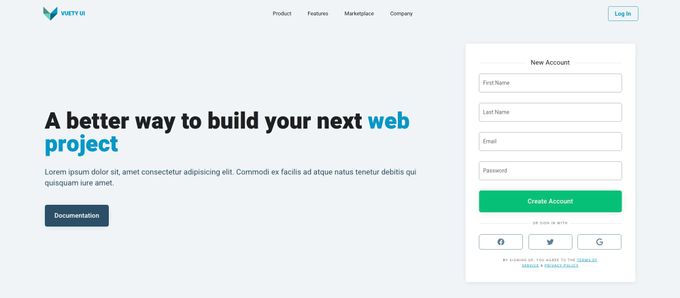 VUETY UI
Product
Features
Marketplace
Company
Log In
A better way to build your next web
project
Lorem ipsum dolor sit, amet consectetur adipisicing elit. Commodi ex facilis ad atque natus tenetur debitis qui
quisquam iure amet.
Documentation
New Account
First Name
Last Name
Email
Password
Create Account
OR SIGN IN WITH
BY SIGNING UP, YOU AGREE TO THE TERMS OF
SERVICE & PRIVACY POLICY